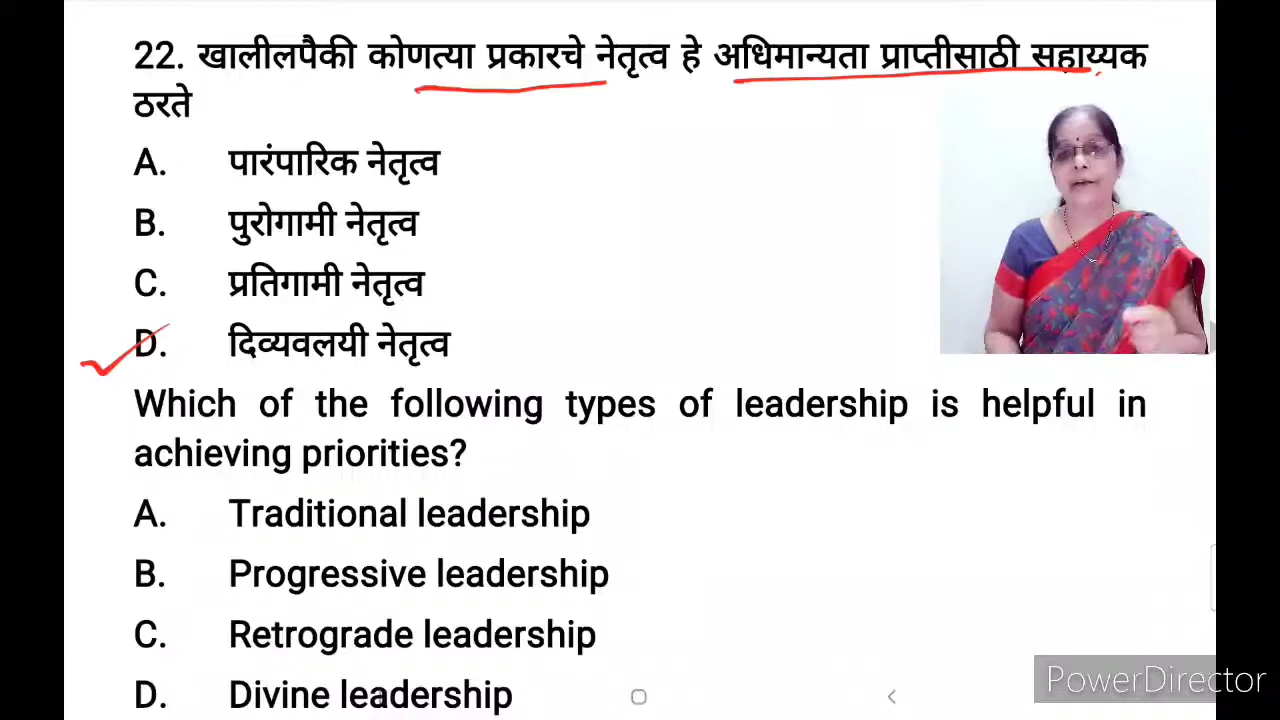 22. खालीलपैकी कोणत्या प्रकारचे नेतृत्व हे अधिमान्यता प्राप्तीसाठी सहाय्यक
ठरते
A. पारंपारिक नेतृत्व
B. पुरोगामी नेतृत्व
C. प्रतिगामी नेतृत्व
D. दिव्यवलयी नेतृत्व
Which of the following types of leadership is helpful in
achieving priorities?
A. Traditional leadership
B. Progressive leadership
C. Retrograde leadership
D. Divine leadership
PowerDirector